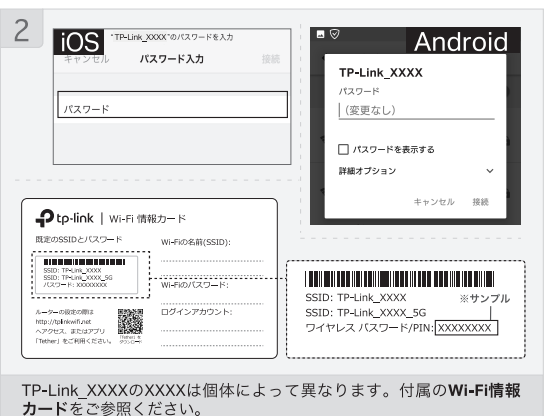 2
iOS
"TP-Link_XXXX"のパスワードを入力
キャンセル パスワード入力 接続
パスワード
Android
TP-Link_XXXX
パスワード
(変更なし)
パスワードを表示する
詳細オプション
キャンセル 接続
tp-link | Wi-Fi 情報カード
既定のSSIDとパスワード
SSID: TP-Link_XXXX
SSID: TP-Link_XXXX_5G
パスワード: XXXXXXXX
ルーターの設定の際は
http://tplinkwifi.net
へアクセス、またはアプリ
「Tether」をご利用ください。
「Tether」を
ダウンロード
Wi-Fiの名前(SSID):
Wi-Fiのパスワード:
ログインアカウント:
SSID: TP-Link_XXXX ※サンプル
SSID: TP-Link_XXXX_5G
ワイヤレス パスワード/PIN: XXXXXXXX
TP-Link_XXXXのXXXXは個体によって異なります。付属のWi-Fi情報
カードをご参照ください。